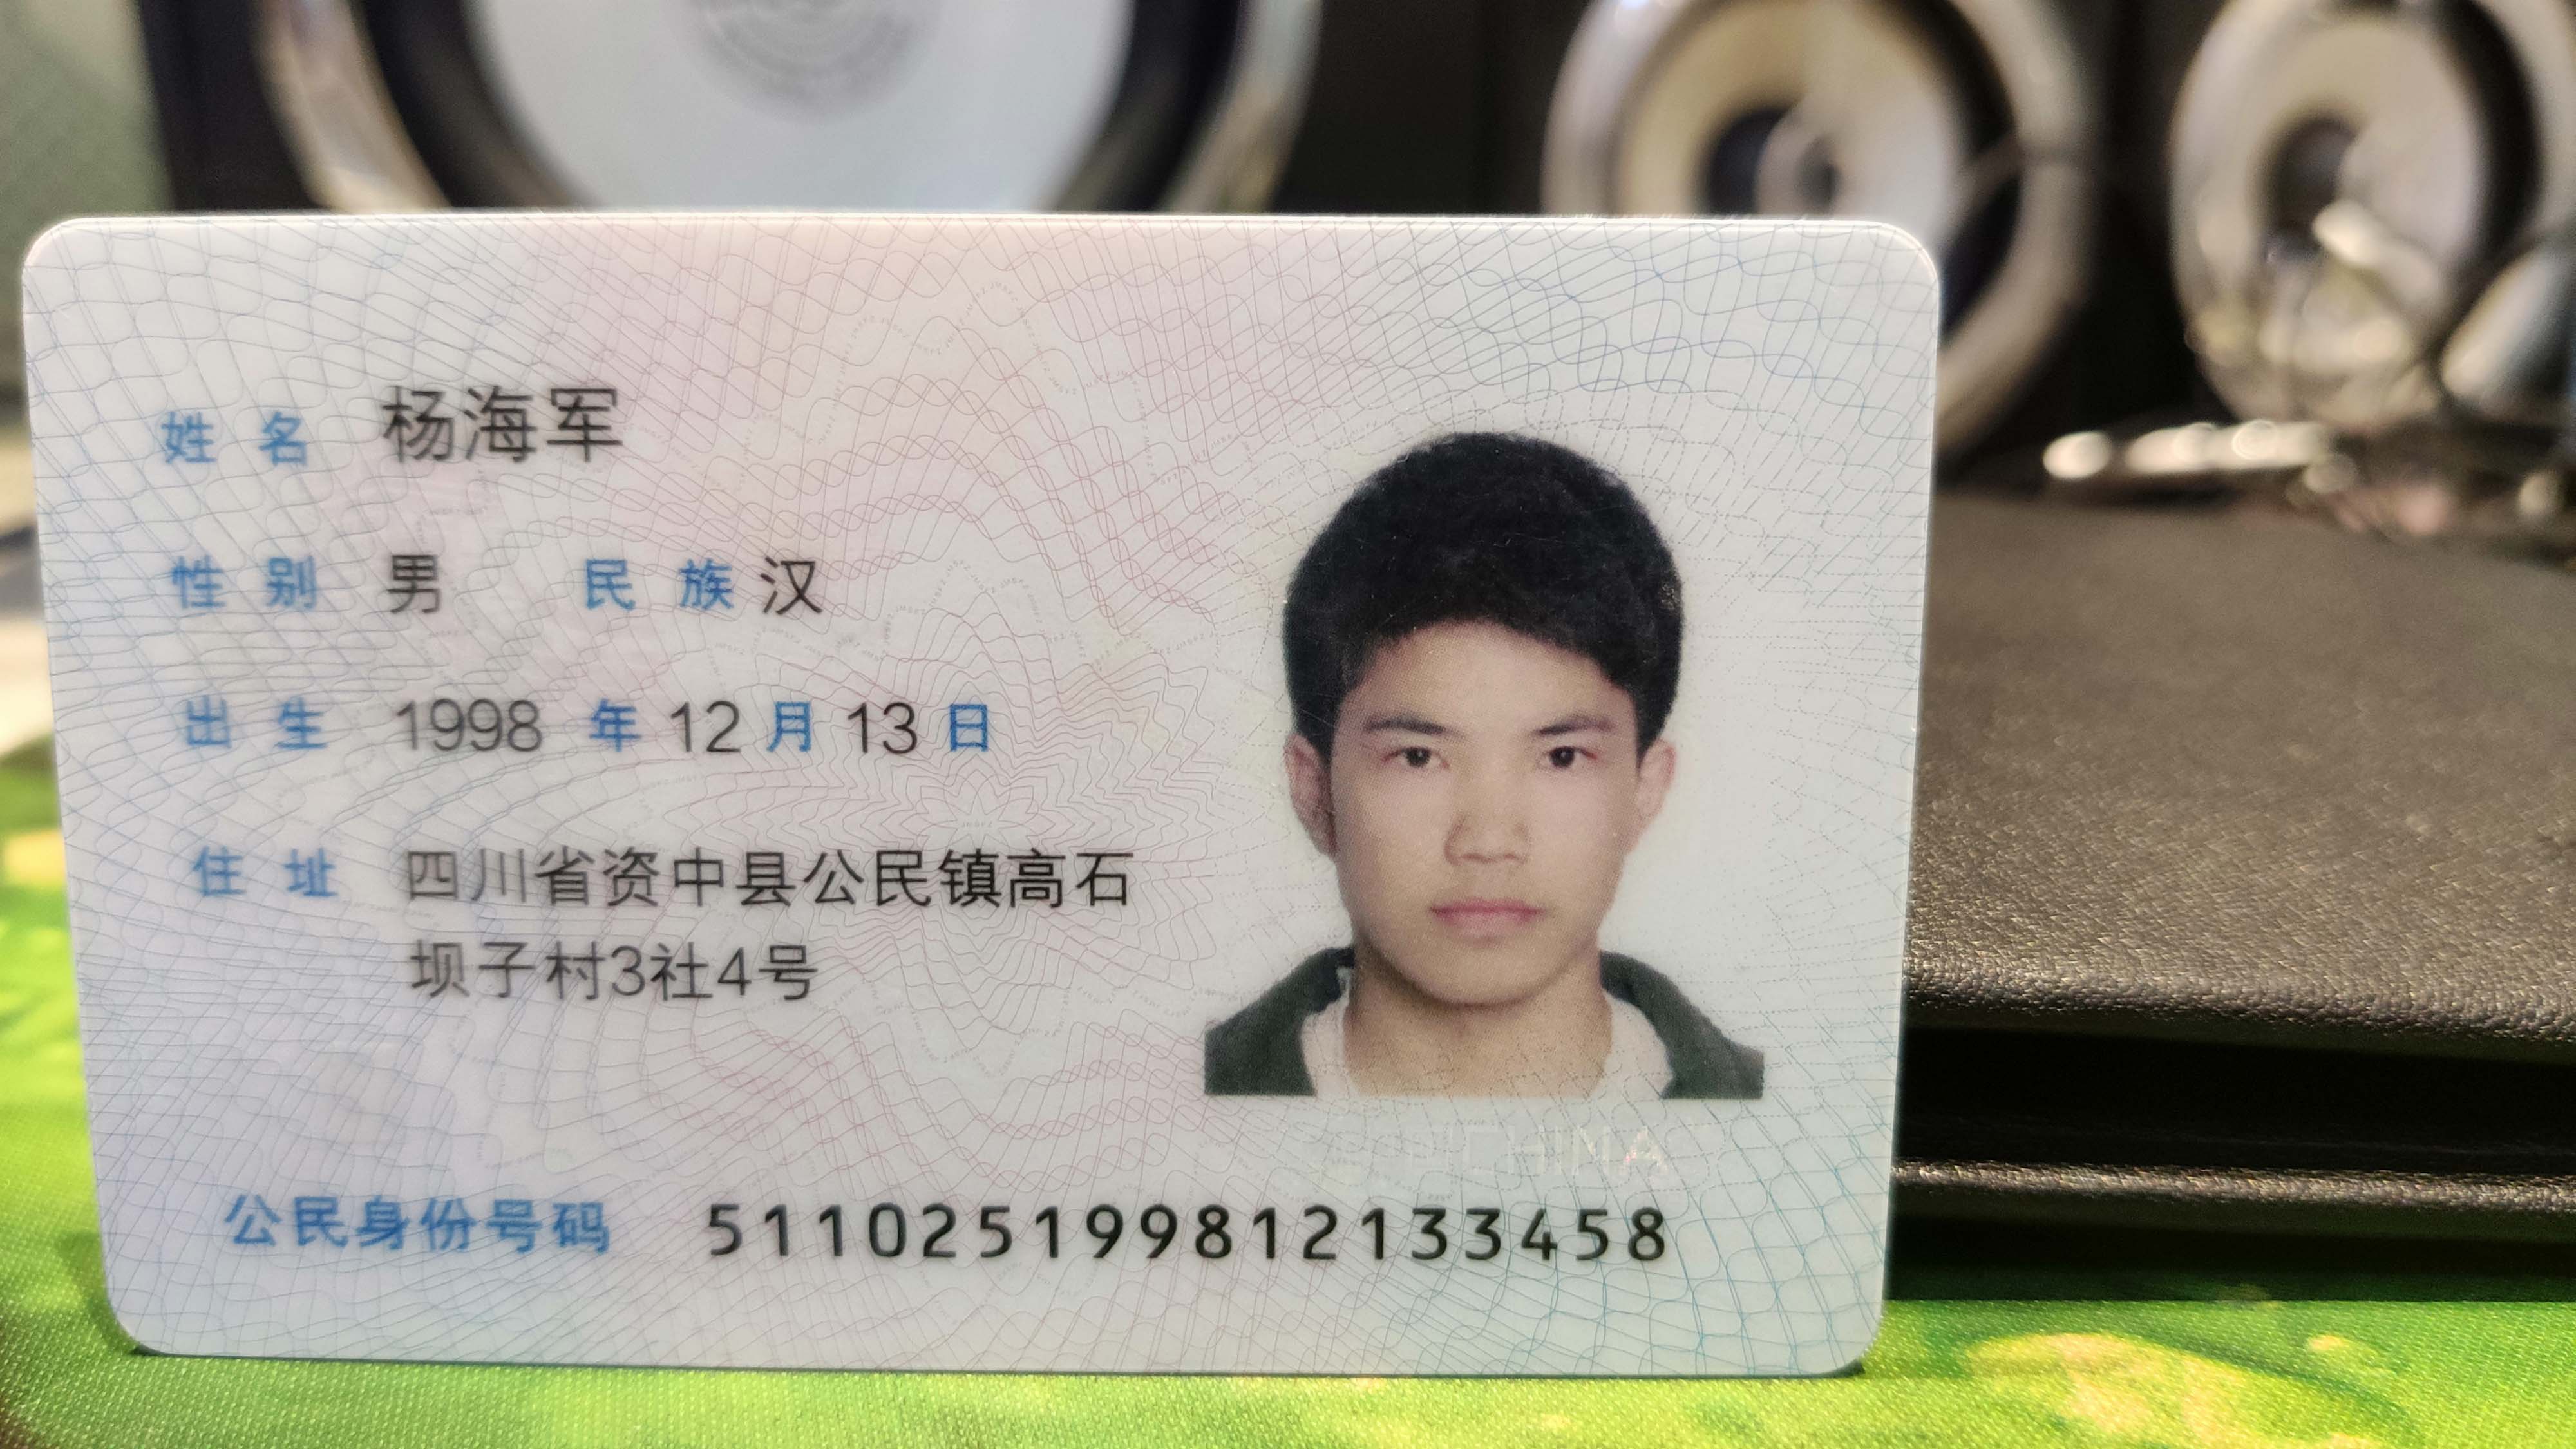 姓名 杨海军
性别 男 民族 汉
出生 1998 年 12 月 13 日
住址 四川省资中县公民镇高石
坝子村3社4号
CHINA
公民身份号码 511025199812133458